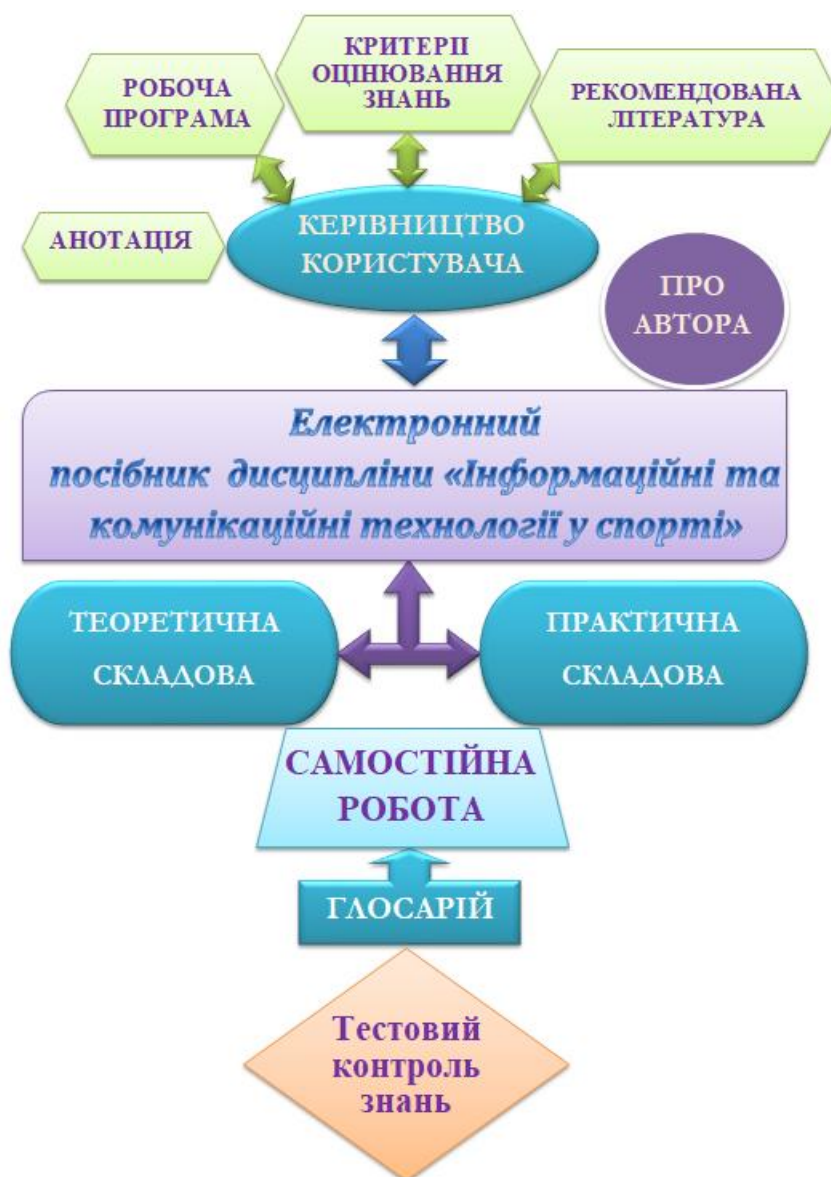 КРИТЕРІЇ
ОЦІНЮВАННЯ
ЗНАНЬ
РОБОЧА
ПРОГРАМА
РЕКОМЕНДОВАНА
ЛІТЕРАТУРА
АНОТАЦІЯ
КЕРІВНИЦТВО
КОРИСТУВАЧА
ПРО
АВТОРА
Електронний
посібник дисципліни «Інформаційні та
комунікаційні технології у спорті»
ТЕОРЕТИЧНА
СКЛАДОВА
ПРАКТИЧНА
СКЛАДОВА
САМОСТІЙНА
РОБОТА
ГЛОСАРІЙ
Тестовий
контроль
знань